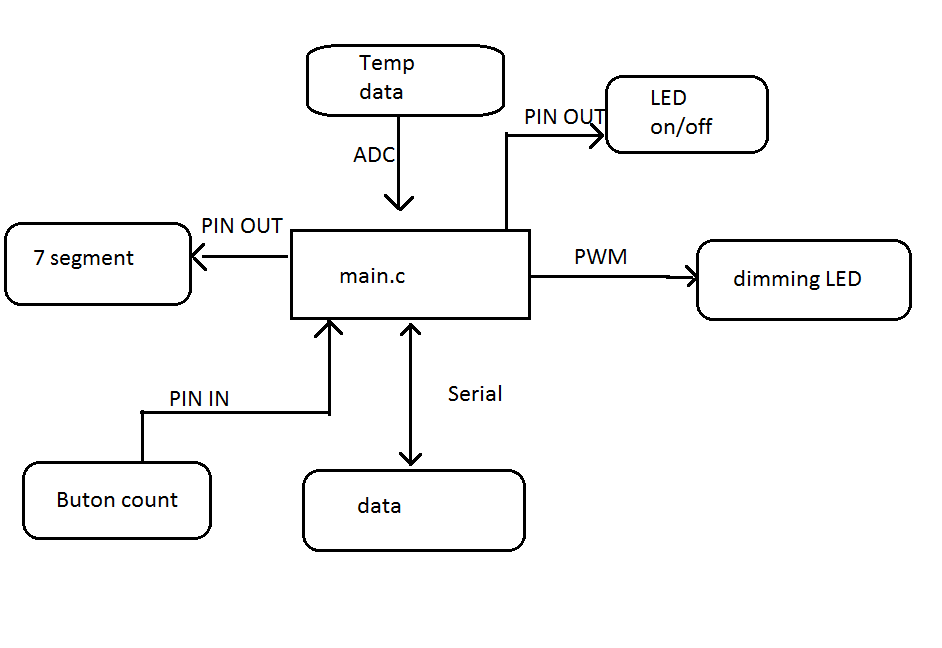 Temp
data
LED
on/off
PIN OUT
ADC
PIN OUT
7 segment
main.c
PWM
dimming LED
PIN IN
Serial
Buton count
data